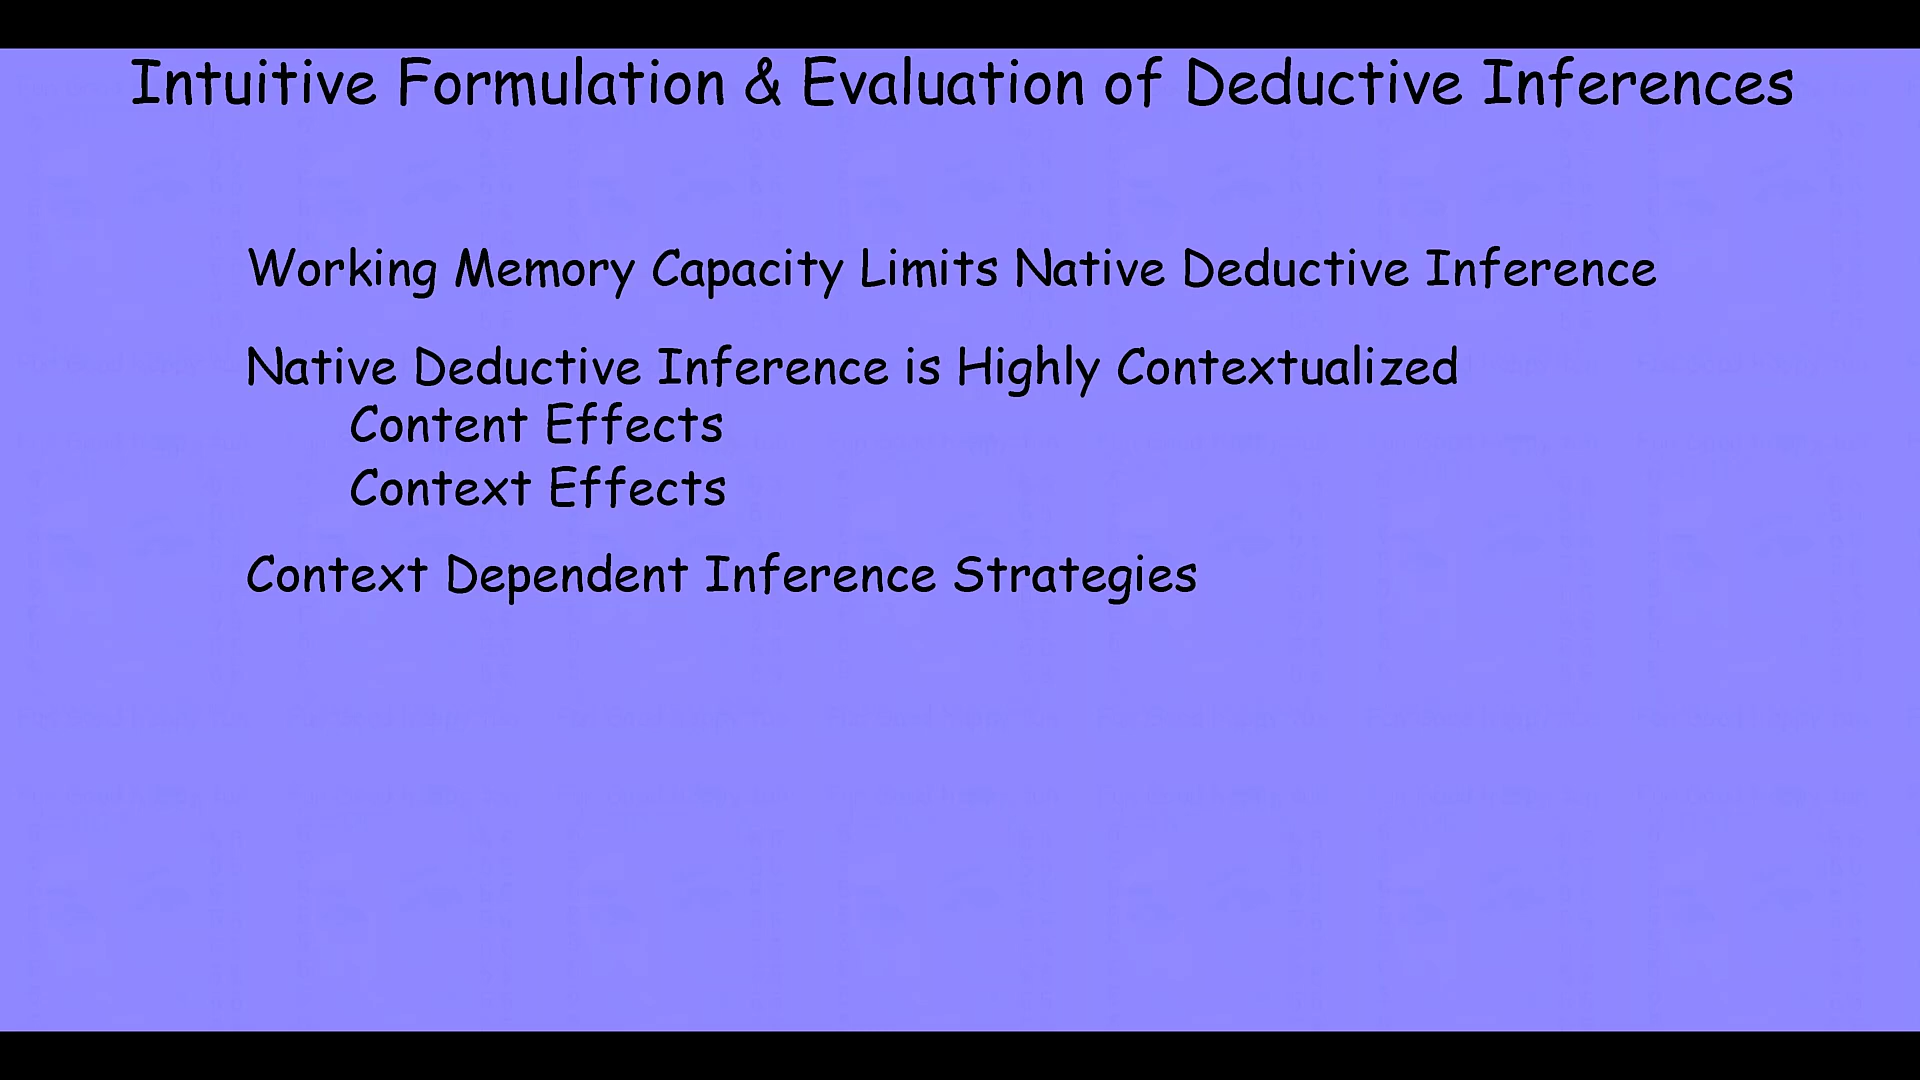 Intuitive Formulation & Evaluation of Deductive Inferences
Working Memory Capacity Limits Native Deductive Inference
Native Deductive Inference is Highly Contextualized
Content Effects
Context Effects
Context Dependent Inference Strategies